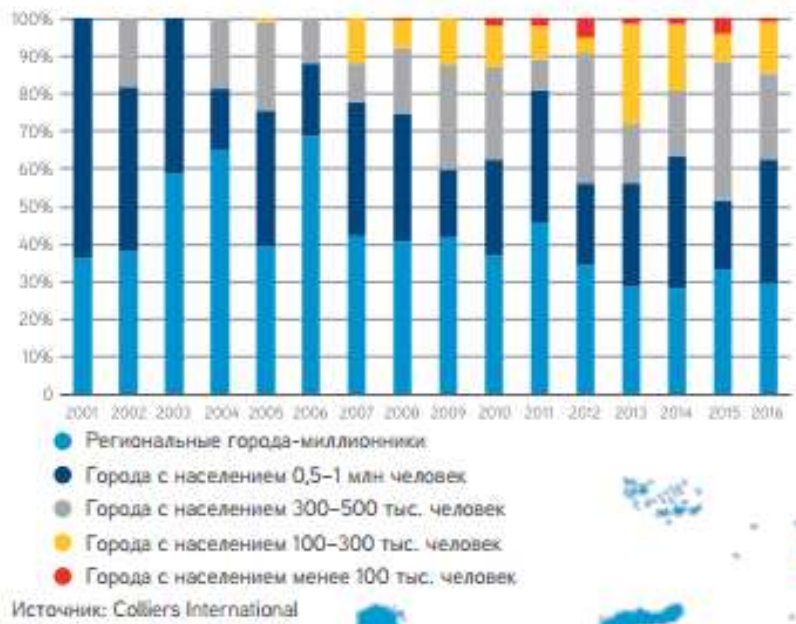 100%
90%
80%
70%
60%
50%
40%
30%
20%
10%
0
2001 2002 2003 2004 2005 2006 2007 2008 2009 2010 2011 2012 2013 2014 2015 2016
Региональные города-миллионники
Города с населением 0,5–1 млн человек
Города с населением 300–500 тыс. человек
Города с населением 100–300 тыс. человек
Города с населением менее 100 тыс. человек
Источник: Colliers International